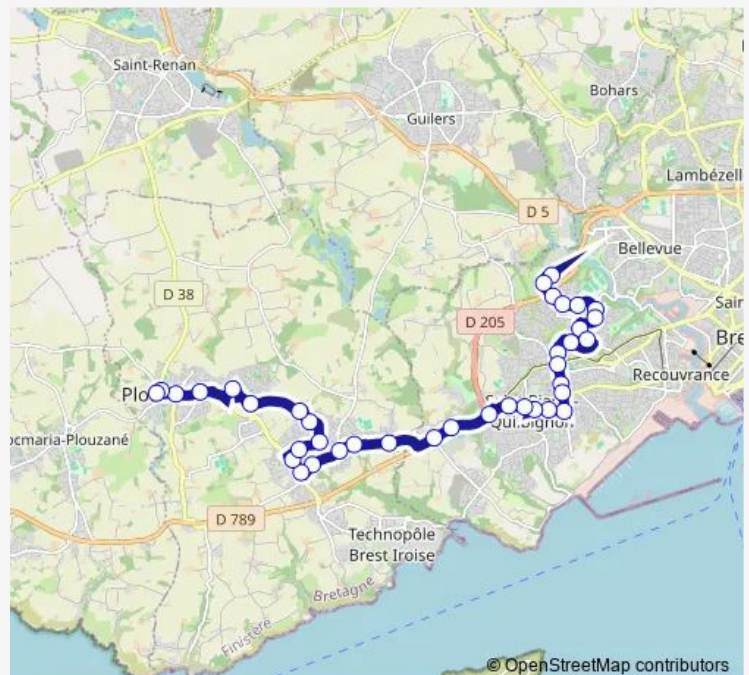 Saint-Renan
Bohars
Guilers
Lambézell
D 5
Bellevue
D 38
Sair
D 205
Bre
Recouvrance
Plo
Quilbignon
ocmaria-Plouzané
D 789
Technopôle
Brest Iroise
Bretagne
Finistère
© OpenStreetMap contributors